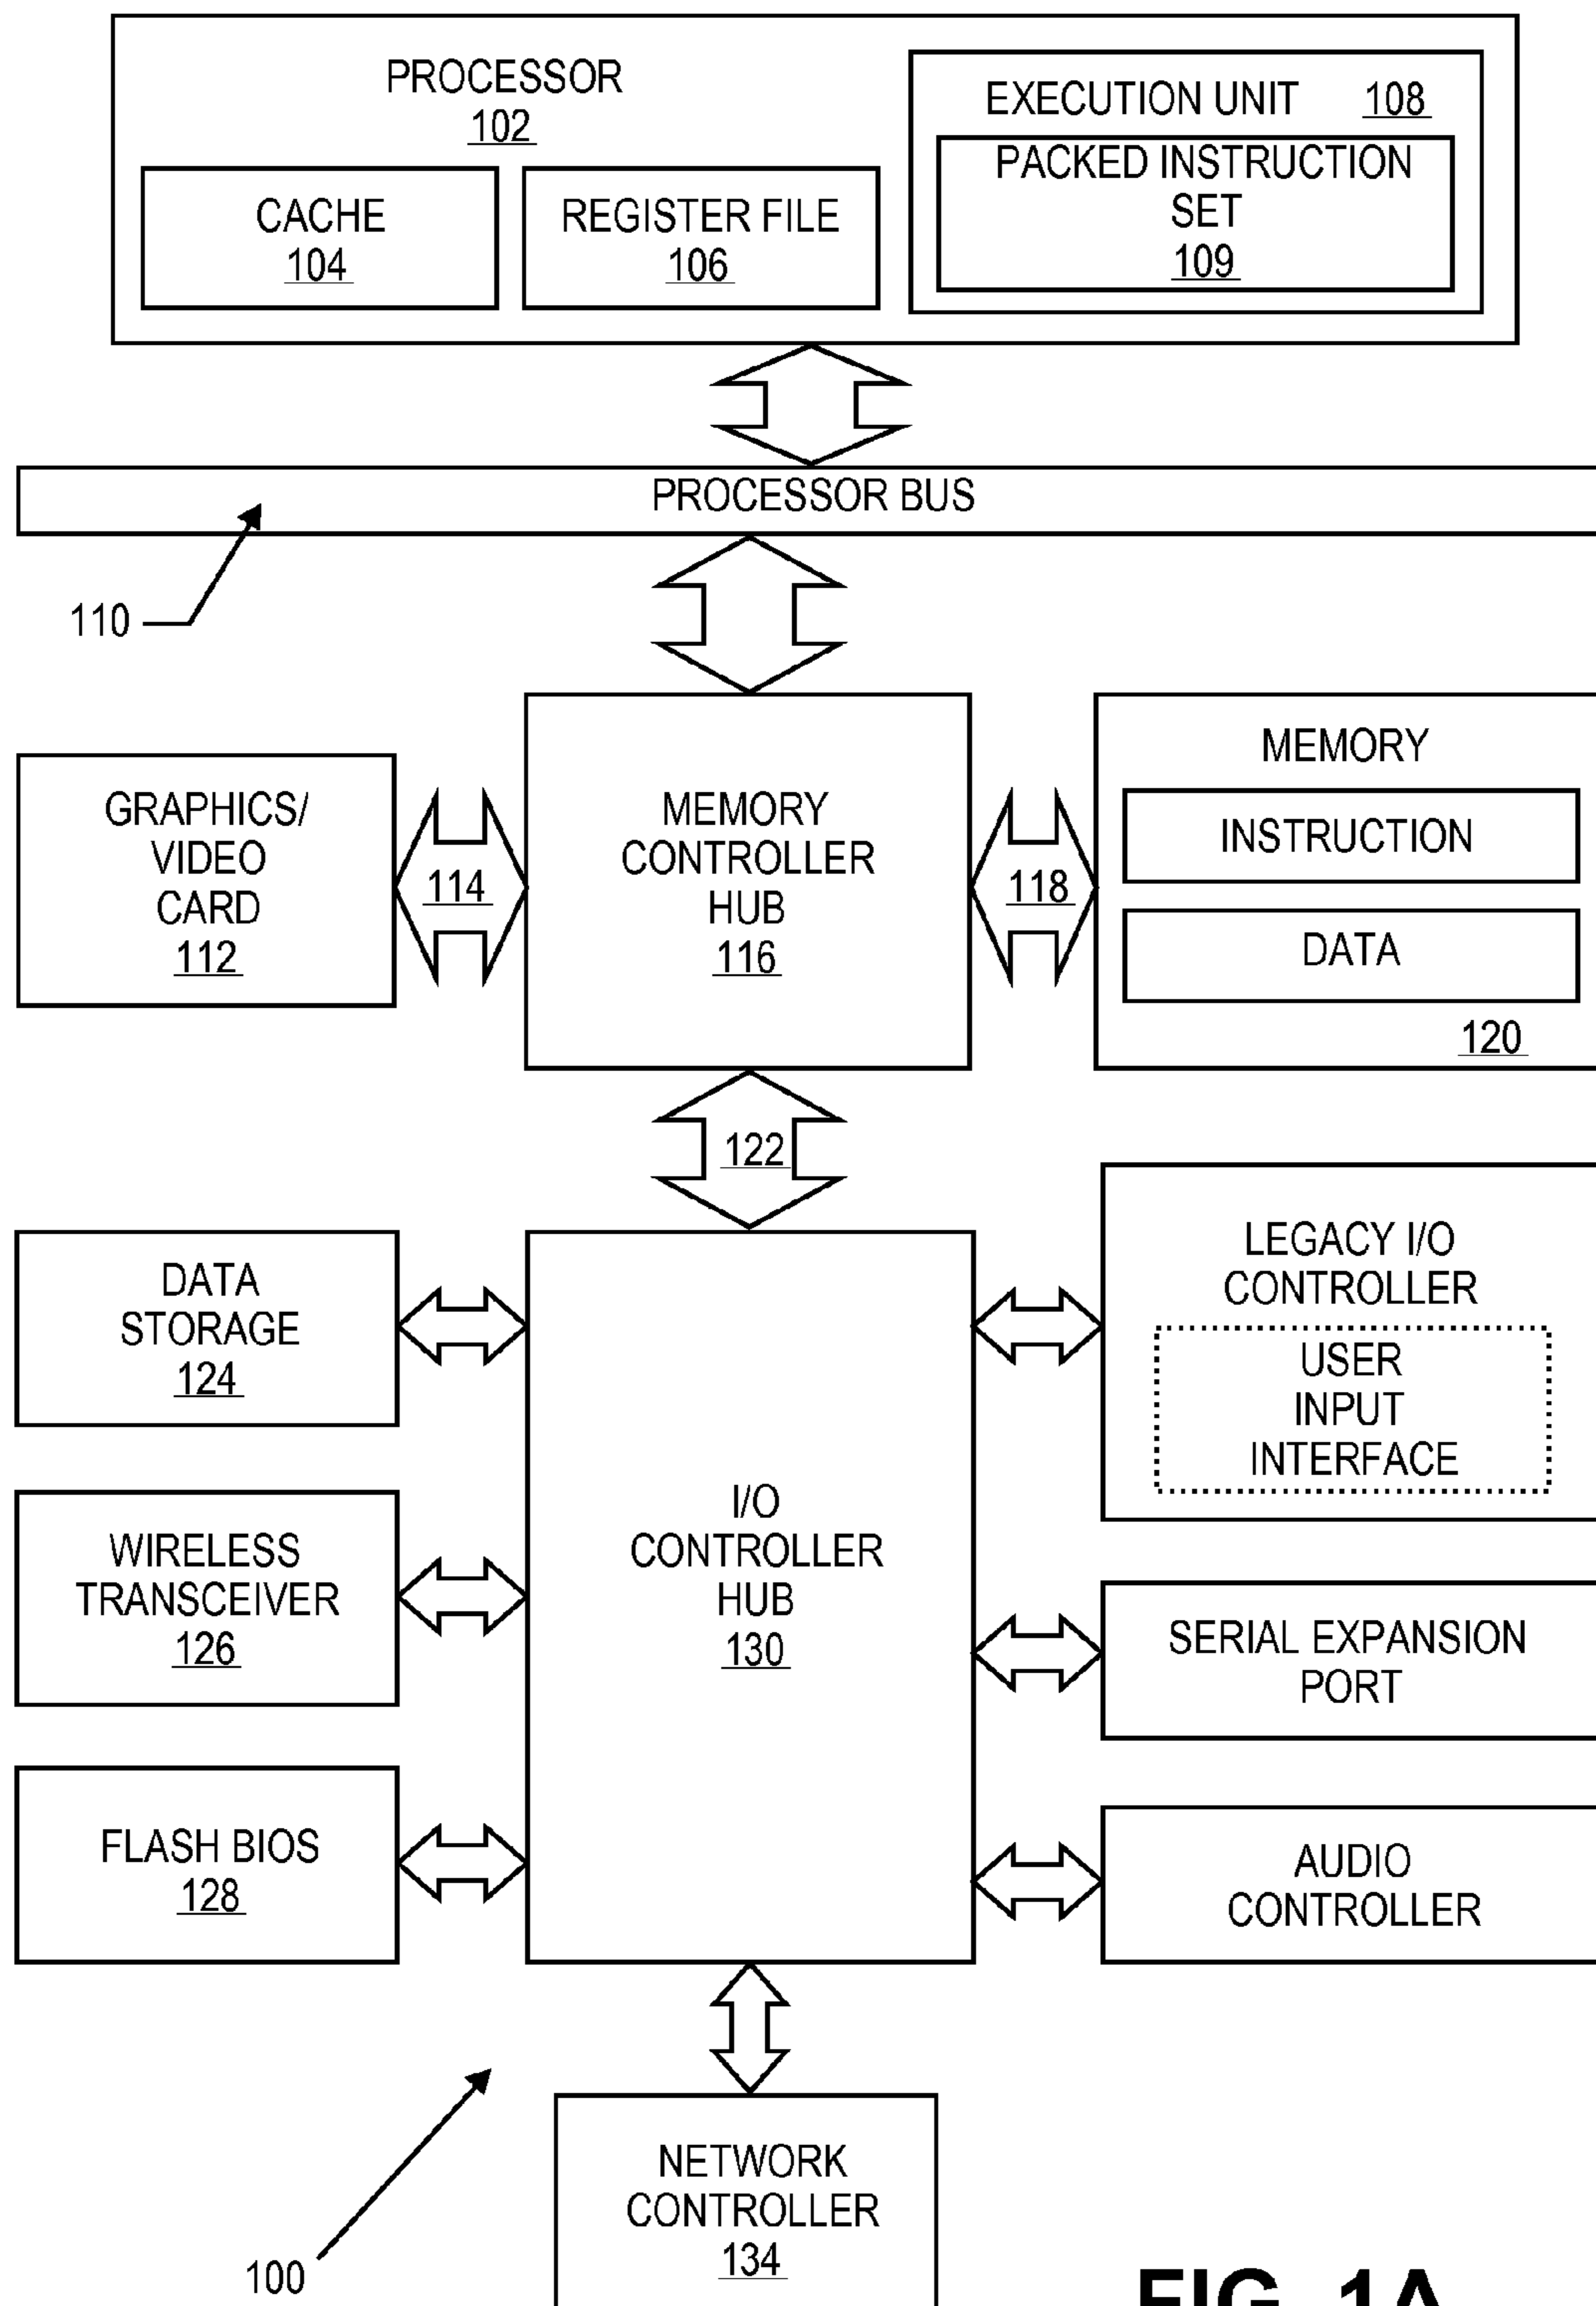 PROCESSOR
102
CACHE
104
REGISTER FILE
106
EXECUTION UNIT 108
PACKED INSTRUCTION
SET
109
PROCESSOR BUS
110
GRAPHICS/
VIDEO
CARD
112
114
MEMORY
CONTROLLER
HUB
116
118
MEMORY
INSTRUCTION
DATA
120
122
DATA
STORAGE
124
WIRELESS
TRANSCEIVER
126
FLASH BIOS
128
I/O
CONTROLLER
HUB
130
LEGACY I/O
CONTROLLER
USER
INPUT
INTERFACE
SERIAL EXPANSION
PORT
AUDIO
CONTROLLER
NETWORK
CONTROLLER
134
100
FIG. 1A